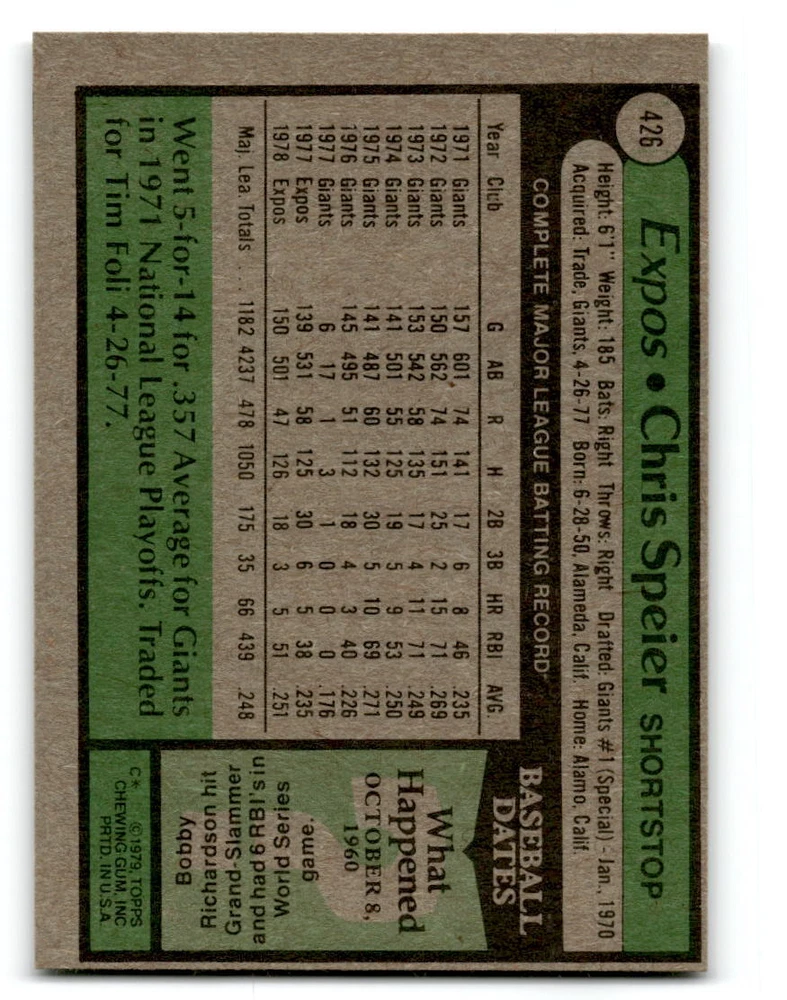 426
Expos • Chris Speier SHORTSTOP
Height: 6'1" Weight: 185 Bats: Right Throws: Right Drafted: Giants #1 (Special) - Jan., 1970
Acquired: Trade, Giants, 4-26-77 Born: 6-28-50, Alameda, Calif. Home: Alamo, Calif.
COMPLETE MAJOR LEAGUE BATTING RECORD
Year Club G AB R H 2B 3B HR RBI AVG.
1971 Giants 157 601 74 141 17 6 8 46 .235
1972 Giants 150 562 74 151 25 2 15 71 .269
1973 Giants 153 542 58 135 17 4 11 71 .249
1974 Giants 141 501 55 125 19 5 9 53 .250
1975 Giants 141 487 60 132 30 5 10 69 .271
1976 Giants 145 495 51 112 18 4 3 40 .226
1977 Giants 6 17 1 3 1 0 0 0 .176
1977 Expos 139 531 58 125 30 6 5 38 .235
1978 Expos 150 501 47 126 18 3 5 51 .251
Maj. Lea. Totals . . . 1182 4237 478 1050 175 35 66 439 .248
Went 5-for-14 for .357 Average for Giants
in 1971 National League Playoffs. Traded
for Tim Foli 4-26-77.
BASEBALL
DATES
What
Happened
OCTOBER 8,
1960
Bobby
Richardson hit
Grand-Slammer
and had 6 RBI's in
World Series
game.
C* ©1979, TOPPS
CHEWING GUM, INC
PRTD. IN U.S.A.